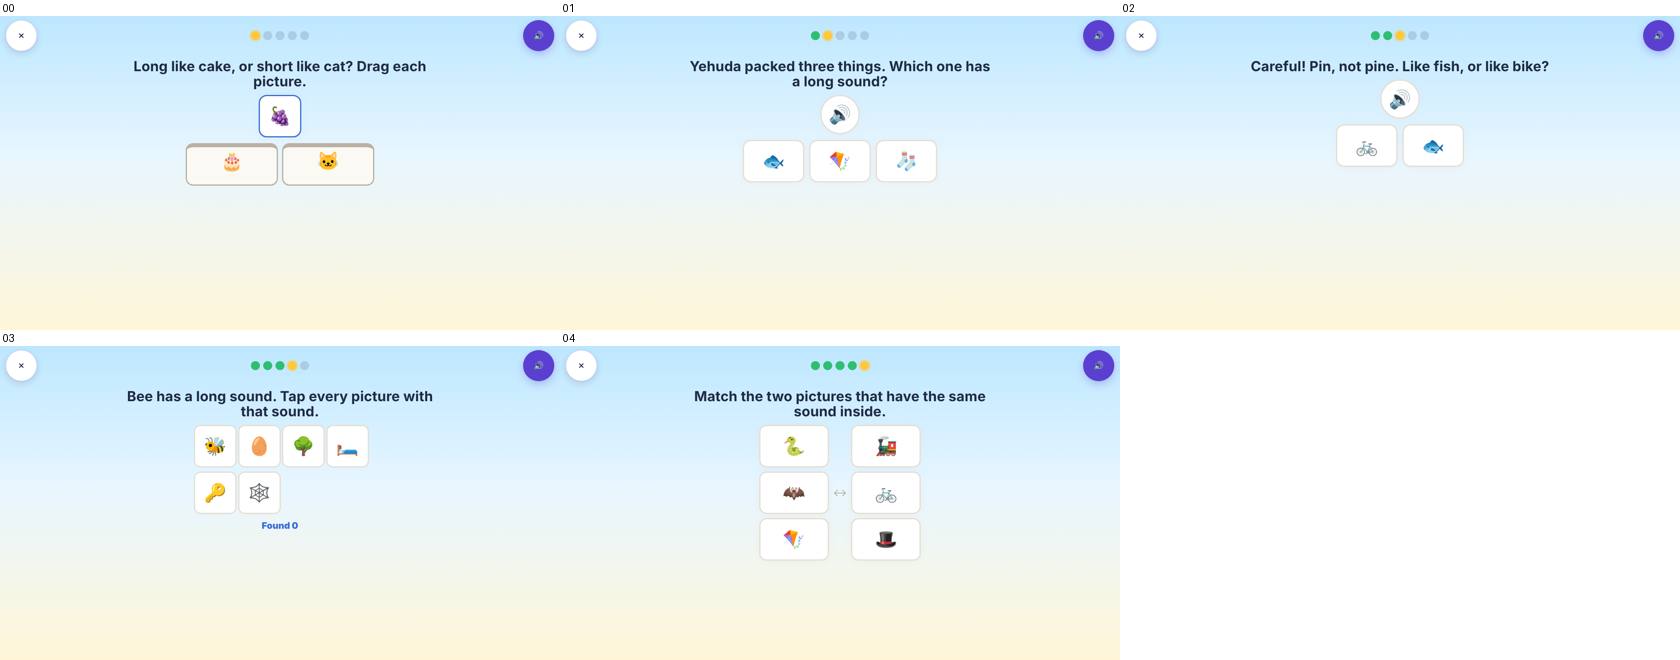 00
×
Long like cake, or short like cat? Drag each
picture.
01
×
Yehuda packed three things. Which one has
a long sound?
02
×
Careful! Pin, not pine. Like fish, or like bike?
03
×
Bee has a long sound. Tap every picture with
that sound.
Found 0
04
×
Match the two pictures that have the same
sound inside.